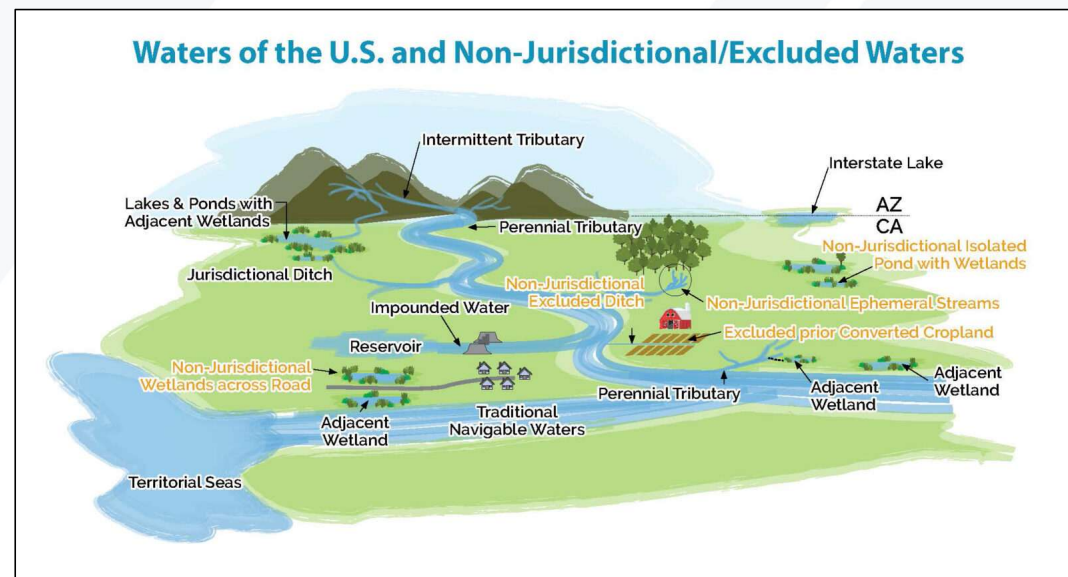 Waters of the U.S. and Non-Jurisdictional/Excluded Waters
Intermittent Tributary
Interstate Lake
Lakes & Ponds with
Adjacent Wetlands
AZ
CA
Perennial Tributary
Non-Jurisdictional Isolated
Pond with Wetlands
Jurisdictional Ditch
Non-Jurisdictional
Excluded Ditch
Non-Jurisdictional Ephemeral Streams
Impounded Water
Excluded prior Converted Cropland
Reservoir
Non-Jurisdictional
Wetlands across Road
Adjacent
Wetland
Traditional
Navigable Waters
Perennial Tributary
Adjacent
Wetland
Adjacent
Wetland
Territorial Seas